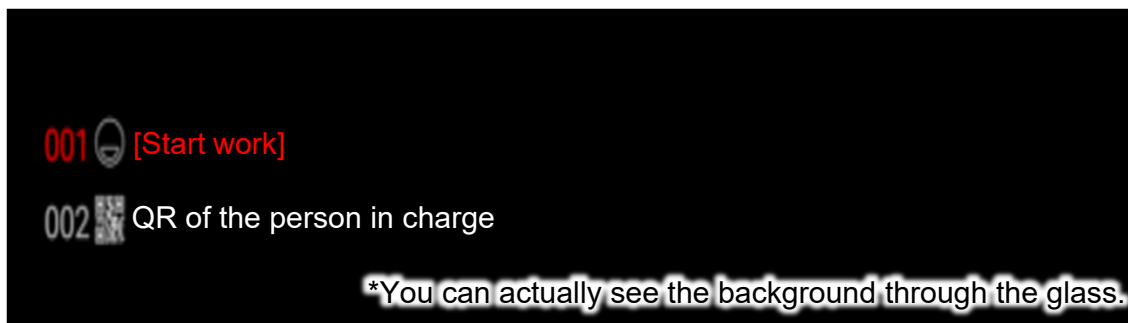 001 [Start work]
002 QR of the person in charge
*You can actually see the background through the glass.